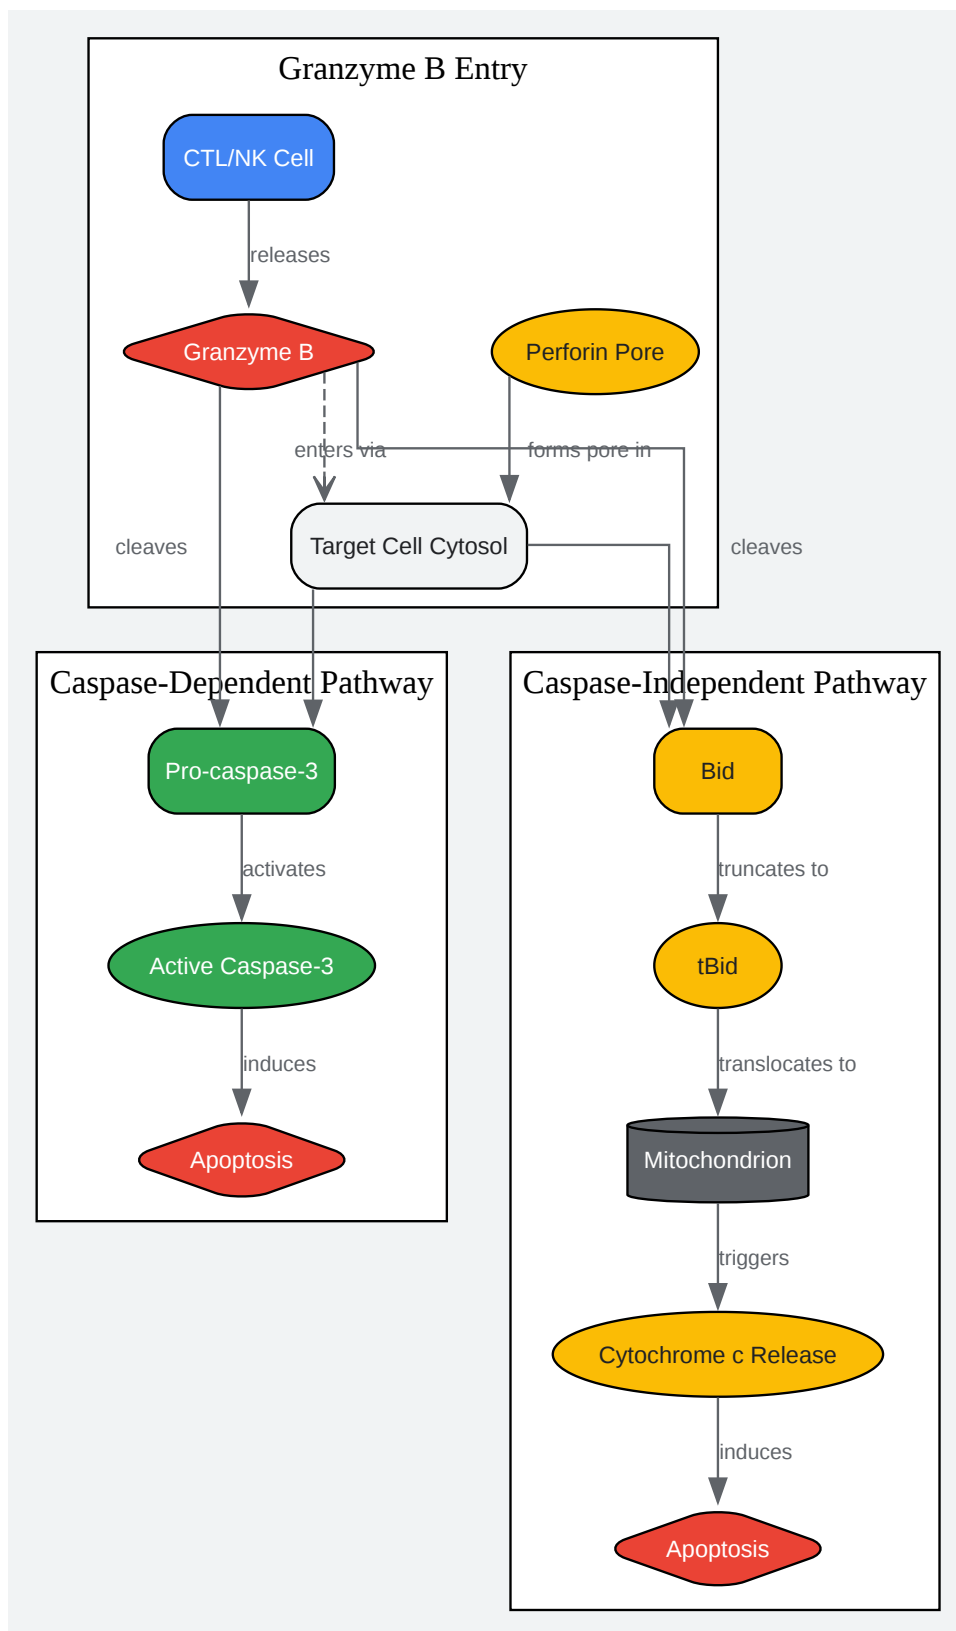 Granzyme B Entry
CTL/NK Cell
releases
Granzyme B
Perforin Pore
enters via
forms pore in
cleaves
Target Cell Cytosol
cleaves
Caspase-Dependent Pathway
Pro-caspase-3
activates
Active Caspase-3
induces
Apoptosis
Caspase-Independent Pathway
Bid
truncates to
tBid
translocates to
Mitochondrion
triggers
Cytochrome c Release
induces
Apoptosis